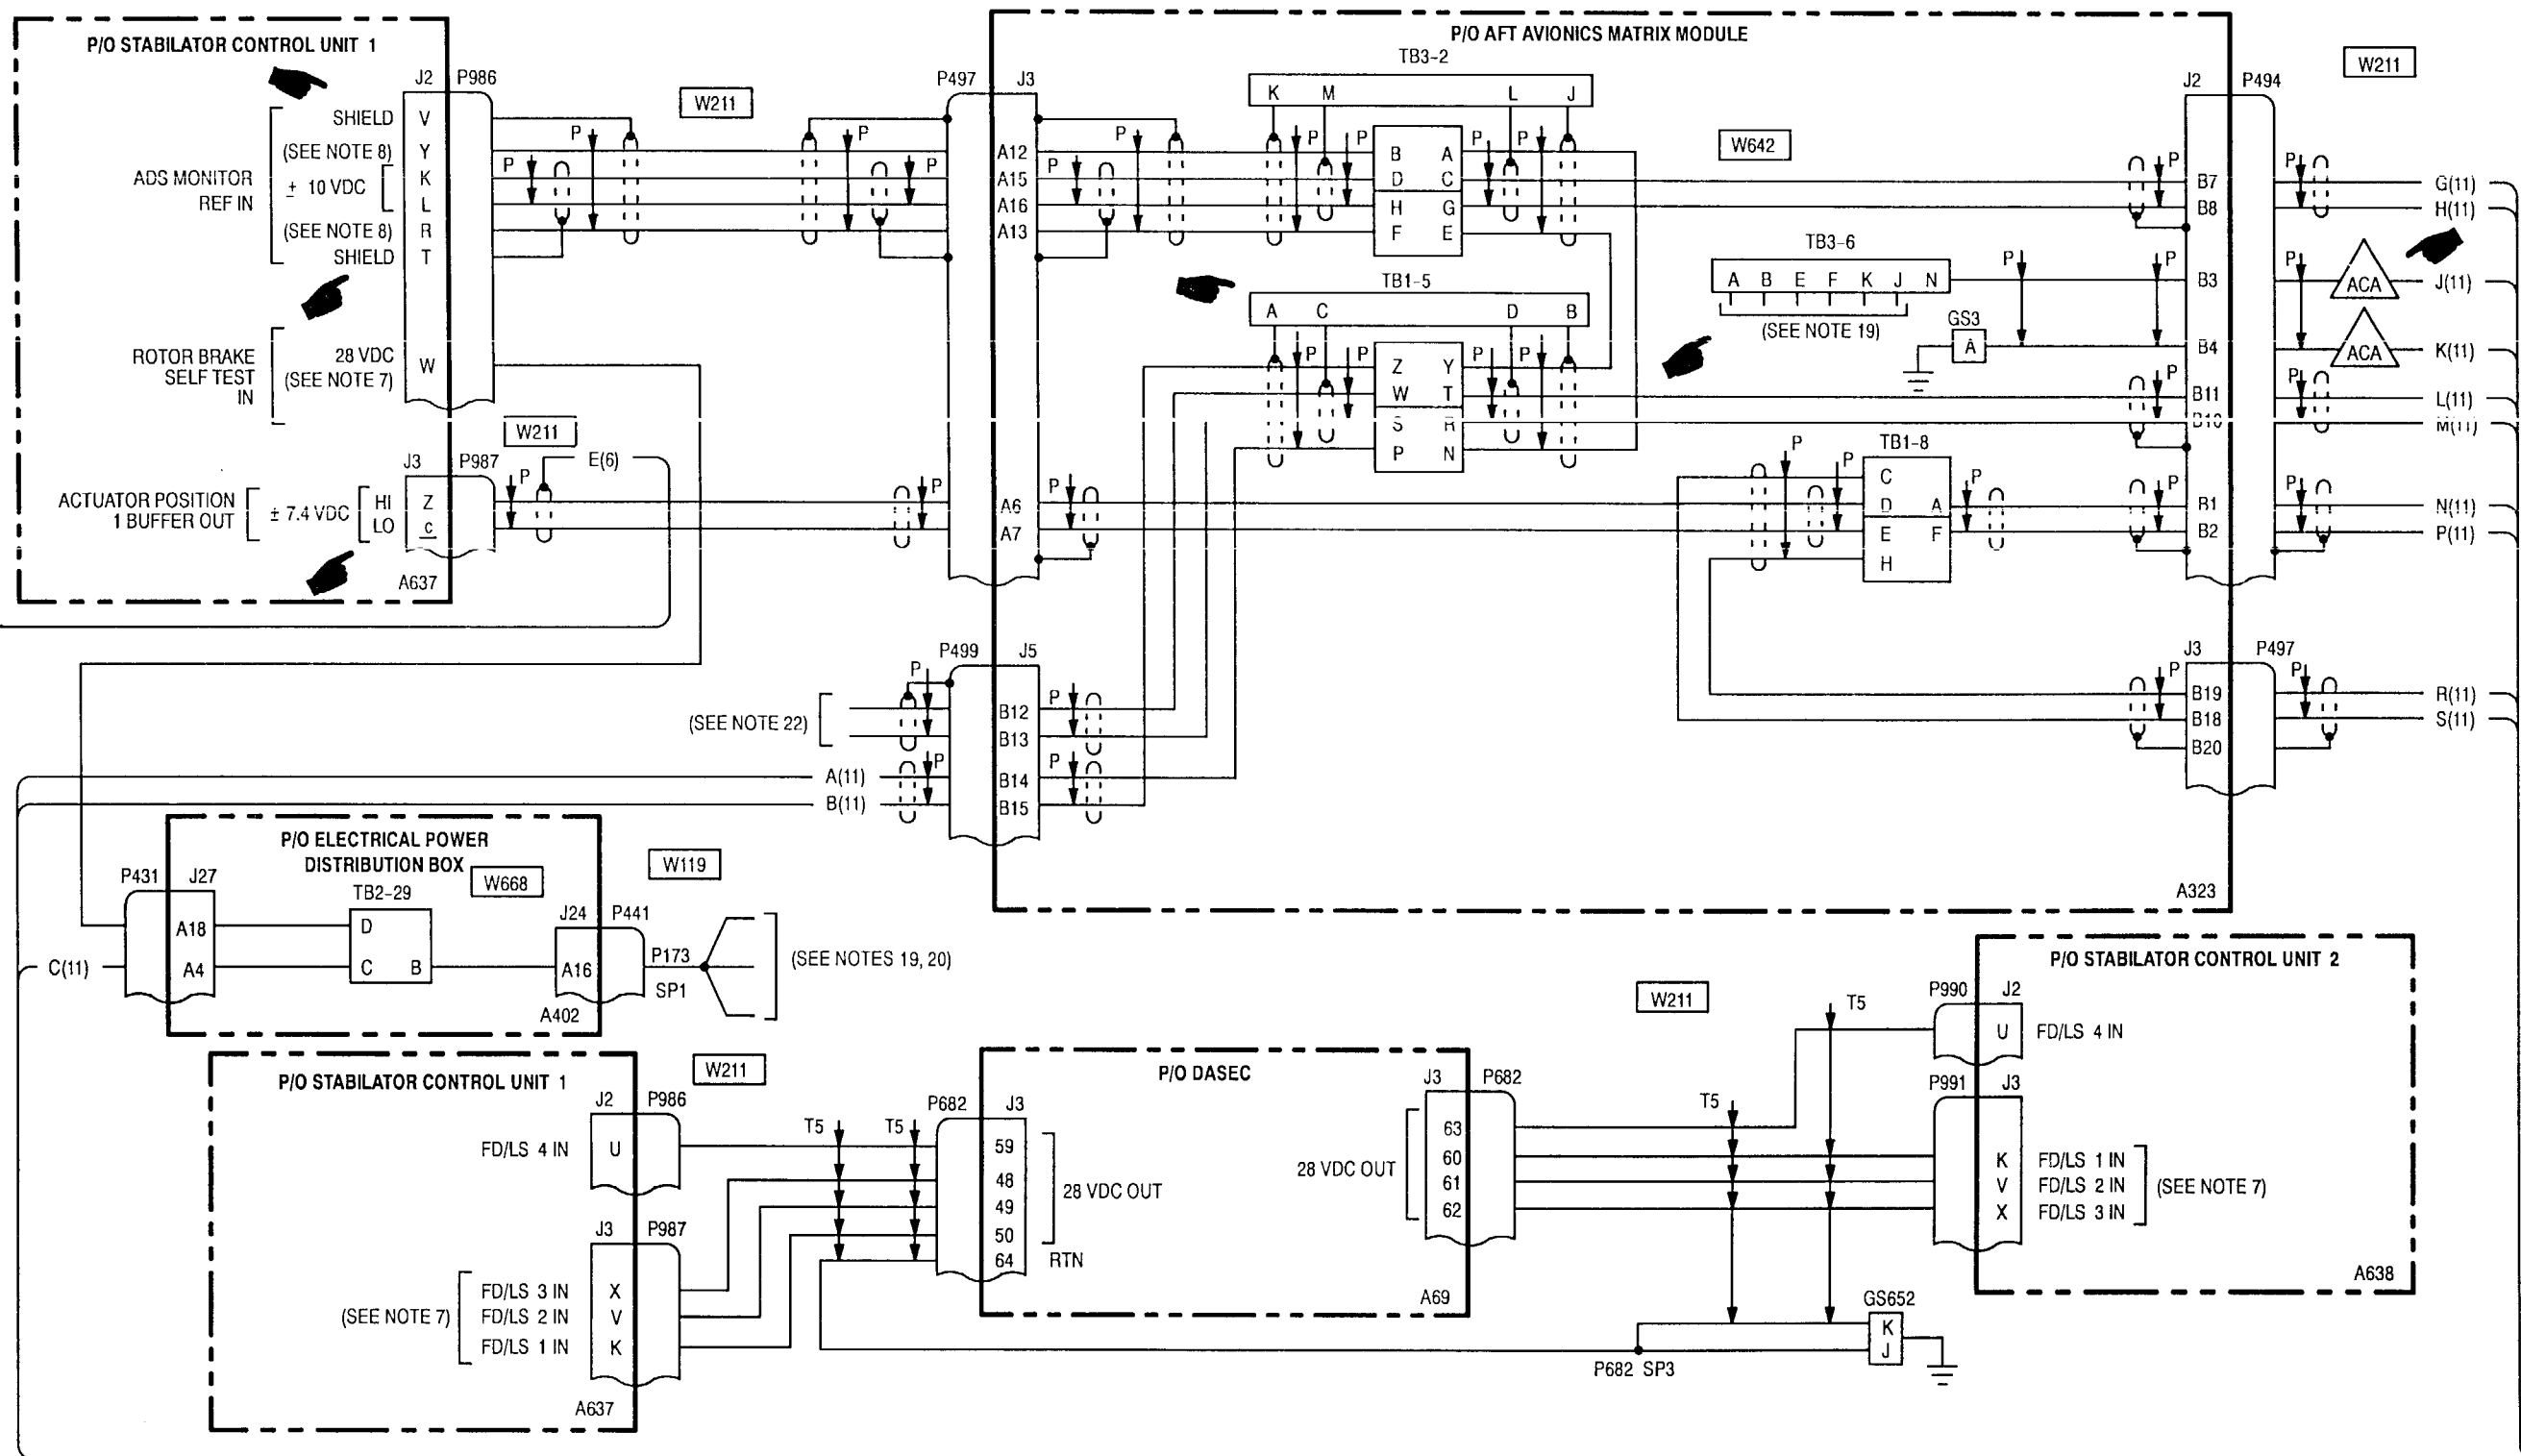 P/O STABILATOR CONTROL UNIT 1
J2 P986
SHIELD V
(SEE NOTE 8) Y
ADS MONITOR REF IN
± 10 VDC
K
L
(SEE NOTE 8) R
SHIELD T
ROTOR BRAKE
SELF TEST
IN
28 VDC
(SEE NOTE 7)
W
W211
P P
P P
W211
J3 P987
ACTUATOR POSITION
1 BUFFER OUT
± 7.4 VDC
HI Z
LO c
A637
P
E(6)
P
P/O AFT AVIONICS MATRIX MODULE
P497 J3
A12
A15
A16
A13
A6
A7
P P
P
TB3-2
K M L J
P P P P
B A
D C
H G
F E
W642
TB1-5
A C D B
P P P P
Z Y
W T
S R
P N
TB3-6
A B E F K J N
(SEE NOTE 19)
GS3
A
P P
TB1-8
P P P
C
D A
E F
H
J2 P494
W211
P B7 P G(11)
B8 H(11)
B3 P ACA J(11)
B4 ACA K(11)
P B11 P L(11)
B10 M(11)
P B1 P N(11)
B2 P(11)
J3 P497
P B19 P R(11)
B18 S(11)
B20
A323
P499 J5
(SEE NOTE 22)
P B12 P
B13
A(11) P B14 P
B(11) B15
P/O ELECTRICAL POWER
DISTRIBUTION BOX
W668
W119
P431 J27
TB2-29
A18 D
C(11) A4 C B
J24 P441
A16
P173
SP1
(SEE NOTES 19, 20)
A402
P/O STABILATOR CONTROL UNIT 1
W211
J2 P986
FD/LS 4 IN U
J3 P987
(SEE NOTE 7)
FD/LS 3 IN X
FD/LS 2 IN V
FD/LS 1 IN K
A637
T5 T5
P/O DASEC
P682 J3
59
48
49
50
28 VDC OUT
64 RTN
J3 P682
28 VDC OUT
63
60
61
62
A69
W211
T5
T5
P682 SP3
GS652
K
J
P/O STABILATOR CONTROL UNIT 2
P990 J2
U FD/LS 4 IN
P991 J3
K FD/LS 1 IN
V FD/LS 2 IN
X FD/LS 3 IN
(SEE NOTE 7)
A638